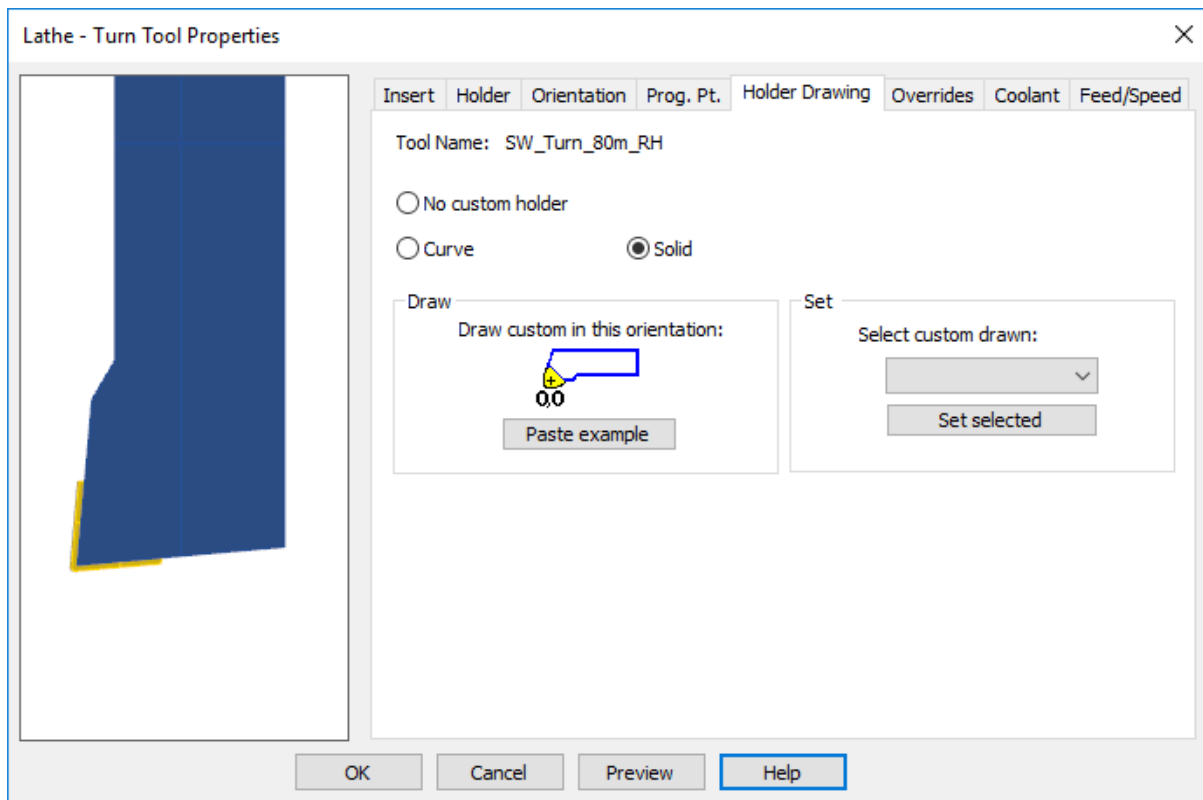 Lathe - Turn Tool Properties
Insert Holder Orientation Prog. Pt. Holder Drawing Overrides Coolant Feed/Speed
Tool Name: SW_Turn_80m_RH
No custom holder
Curve Solid
Draw
Draw custom in this orientation:
0,0
Paste example
Set
Select custom drawn:
Set selected
OK Cancel Preview Help